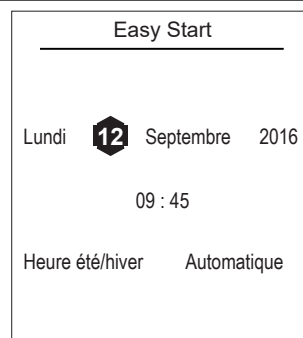 Easy Start
Lundi 12 Septembre 2016
09 : 45
Heure été/hiver Automatique